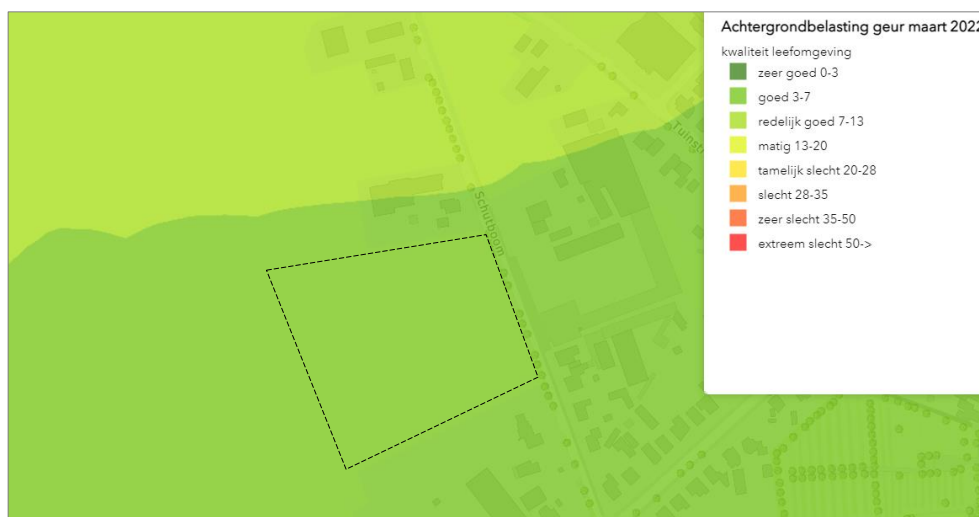 Achtergrondbelasting geur maart 2022
kwaliteit leefomgeving
zeer goed 0-3
goed 3-7
redelijk goed 7-13
matig 13-20
tamelijk slecht 20-28
slecht 28-35
zeer slecht 35-50
extreem slecht 50->
Schutboom